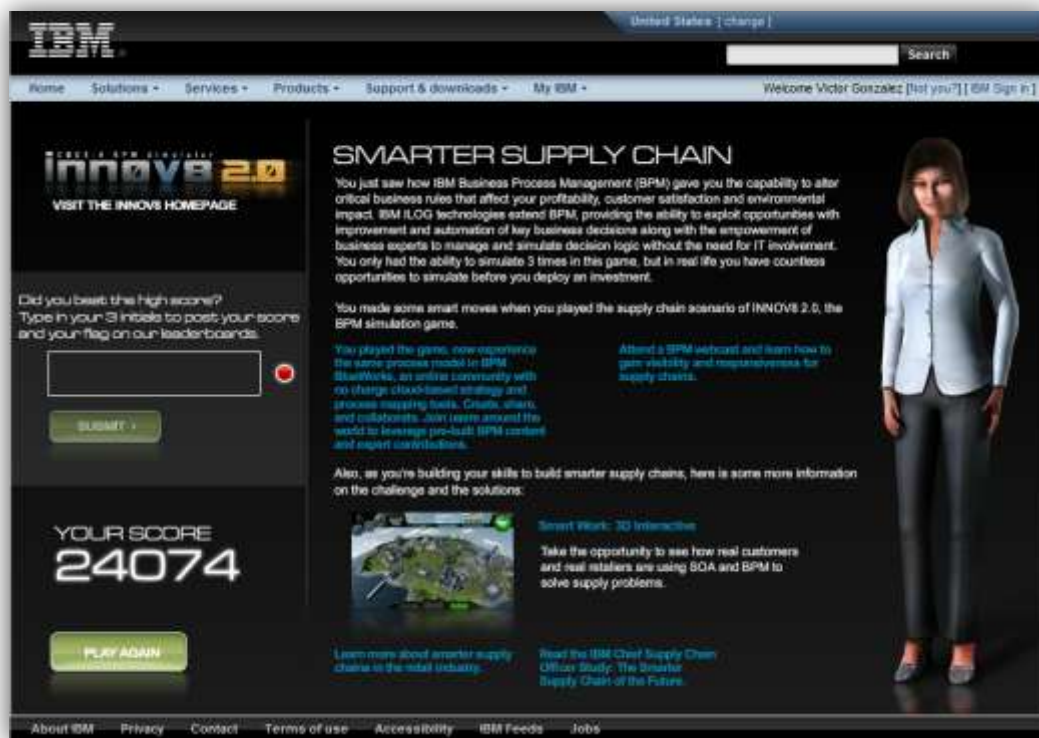 United States [ change ]
IBM
Search
Home Solutions Services Products Support & downloads My IBM Welcome Victor Gonzalez [Not you?] [ IBM Sign in ]
IBM'S BPM simulator
innov8 2.0
VISIT THE INNOV8 HOMEPAGE
Did you beat the high score?
Type in your 3 initials to post your score
and your flag on our leaderboards.
SUBMIT ›
YOUR SCORE
24074
PLAY AGAIN
SMARTER SUPPLY CHAIN
You just saw how IBM Business Process Management (BPM) gave you the capability to alter
critical business rules that affect your profitability, customer satisfaction and environmental
impact. IBM ILOG technologies extend BPM, providing the ability to exploit opportunities with
improvement and automation of key business decisions along with the empowerment of
business experts to manage and simulate decision logic without the need for IT involvement.
You only had the ability to simulate 3 times in this game, but in real life you have countless
opportunities to simulate before you deploy an investment.
You made some smart moves when you played the supply chain scenario of INNOV8 2.0, the
BPM simulation game.
You played the game, now experience
the same process model in BPM
BlueWorks, an online community with
no charge cloud-based strategy and
process mapping tools. Create, share,
and collaborate. Join users around the
world to leverage pre-built BPM content
and expert contributions.
Attend a BPM webcast and learn how to
gain visibility and responsiveness for
supply chains.
Also, as you're building your skills to build smarter supply chains, here is some more information
on the challenge and the solutions:
Smart Work: 3D Interactive
Take the opportunity to see how real customers
and real retailers are using SOA and BPM to
solve supply problems.
Learn more about smarter supply
chains in the retail industry.
Read the IBM Chief Supply Chain
Officer Study: The Smarter
Supply Chain of the Future.
About IBM Privacy Contact Terms of use Accessibility IBM Feeds Jobs